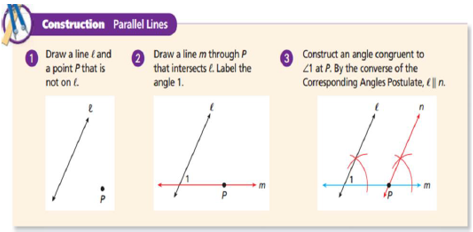 Construction Parallel Lines
1 Draw a line ℓ and
a point P that is
not on ℓ.
2 Draw a line m through P
that intersects ℓ. Label the
angle 1.
3 Construct an angle congruent to
∠1 at P. By the converse of the
Corresponding Angles Postulate, ℓ ∥ n.
ℓ
P
ℓ
1
m
P
ℓ
n
1
m
P